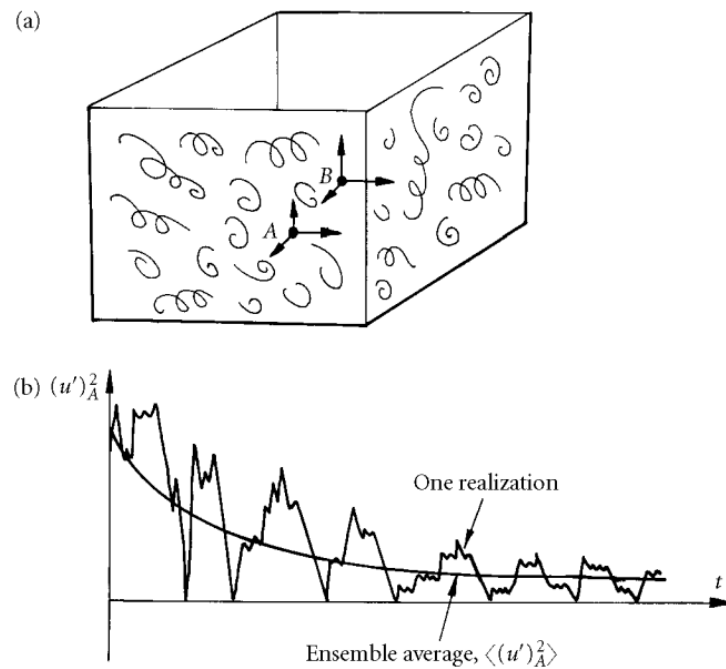 (a)
B
A
(b) (u′)²_A
One realization
t
Ensemble average, ⟨(u′)²_A⟩